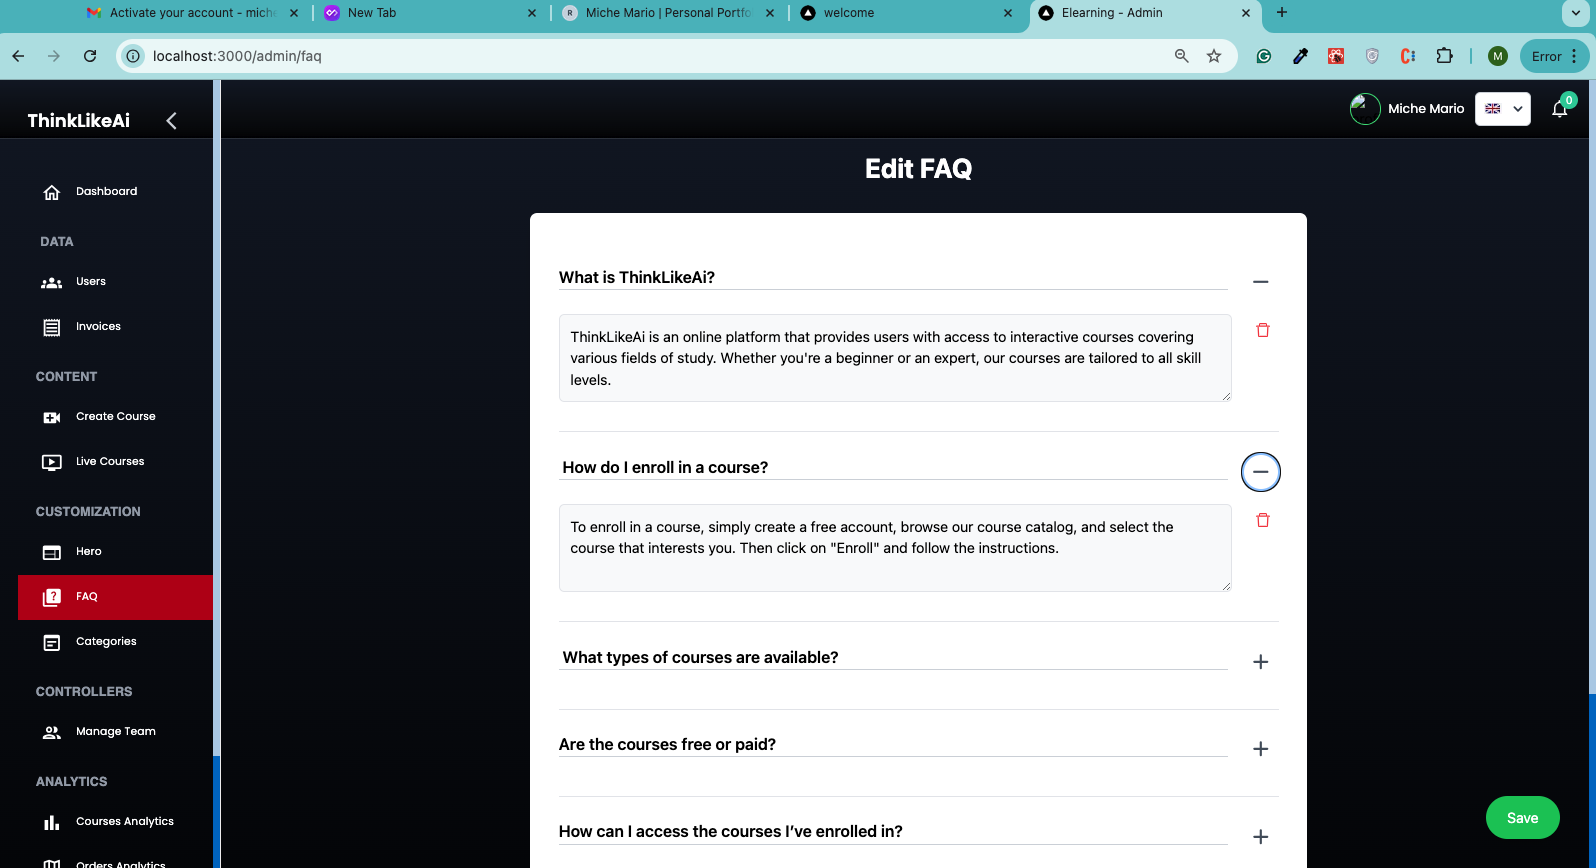 Activate your account - miche
New Tab
Miche Mario | Personal Portfo
welcome
Elearning - Admin
localhost:3000/admin/faq
M
Error
ThinkLikeAi
Miche Mario
0
Dashboard
DATA
Users
Invoices
CONTENT
Create Course
Live Courses
CUSTOMIZATION
Hero
FAQ
Categories
CONTROLLERS
Manage Team
ANALYTICS
Courses Analytics
Orders Analytics
Edit FAQ
What is ThinkLikeAi?
ThinkLikeAi is an online platform that provides users with access to interactive courses covering
various fields of study. Whether you're a beginner or an expert, our courses are tailored to all skill
levels.
How do I enroll in a course?
To enroll in a course, simply create a free account, browse our course catalog, and select the
course that interests you. Then click on "Enroll" and follow the instructions.
What types of courses are available?
Are the courses free or paid?
How can I access the courses I’ve enrolled in?
Save